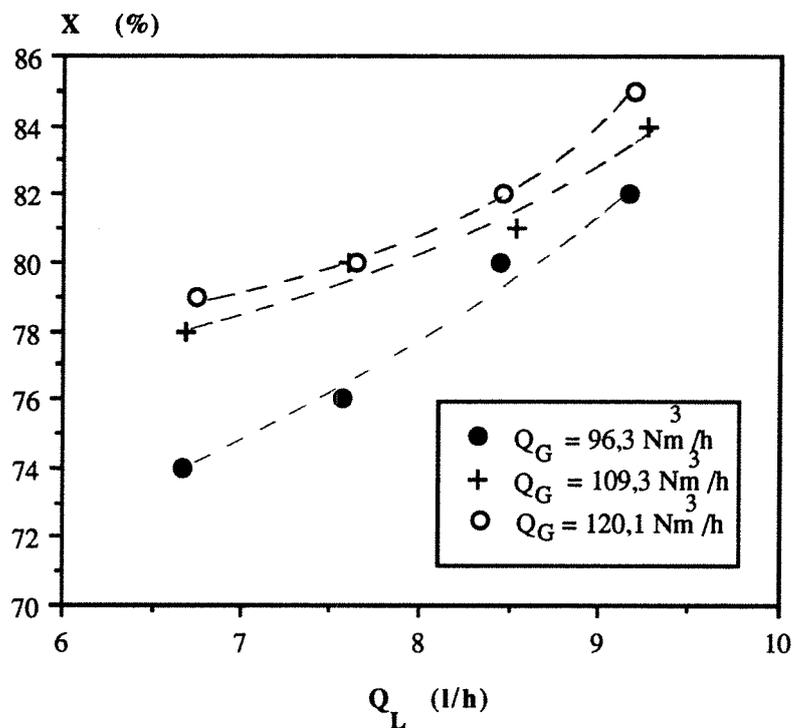 X (%)
86
84
82
80
78
76
74
72
70
6 7 8 9 10
Q_L (l/h)
Q_G = 96,3 Nm³/h
Q_G = 109,3 Nm³/h
Q_G = 120,1 Nm³/h